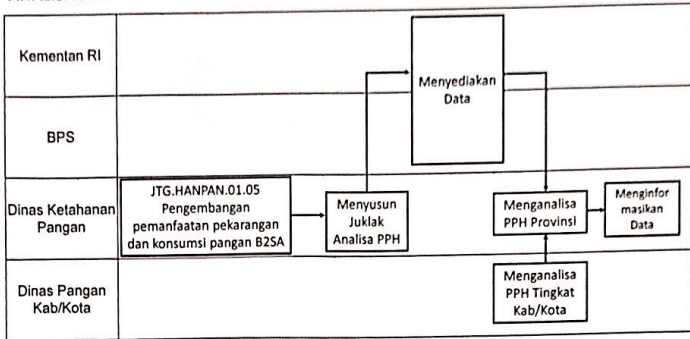 Kementan RI
Menyediakan
Data
BPS
Dinas Ketahanan
Pangan
JTG.HANPAN.01.05
Pengembangan
pemanfaatan pekarangan
dan konsumsi pangan B2SA
Menyusun
Juklak
Analisa PPH
Menganalisa
PPH Provinsi
Menginfor
masikan
Data
Dinas Pangan
Kab/Kota
Menganalisa
PPH Tingkat
Kab/Kota